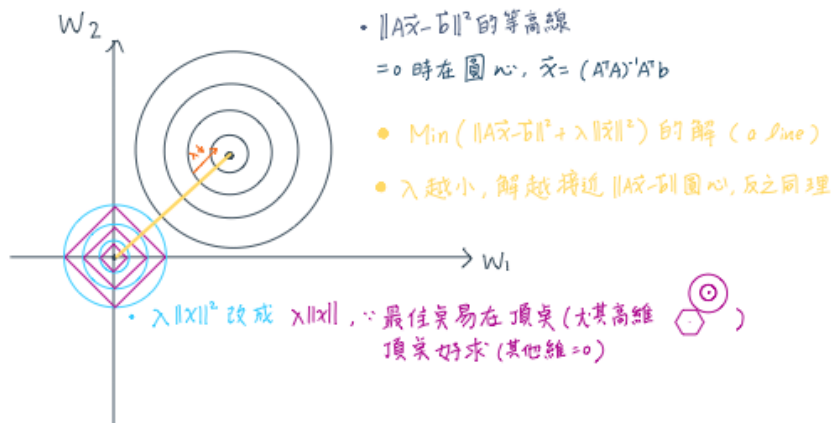 W₂
• ||Ax⃗-b⃗||²的等高線
=0 時在圓心, x⃗= (AᵀA)⁻¹Aᵀb
• Min (||Ax⃗-b⃗||²+λ||x⃗||²) 的解 (a line)
• λ越小, 解越接近 ||Ax⃗-b⃗|| 圓心, 反之同理
W₁
• λ||x||² 改成 λ||x||, ∵ 最佳點易在頂點 (尤其高維 )
頂點好求 (其他維=0)